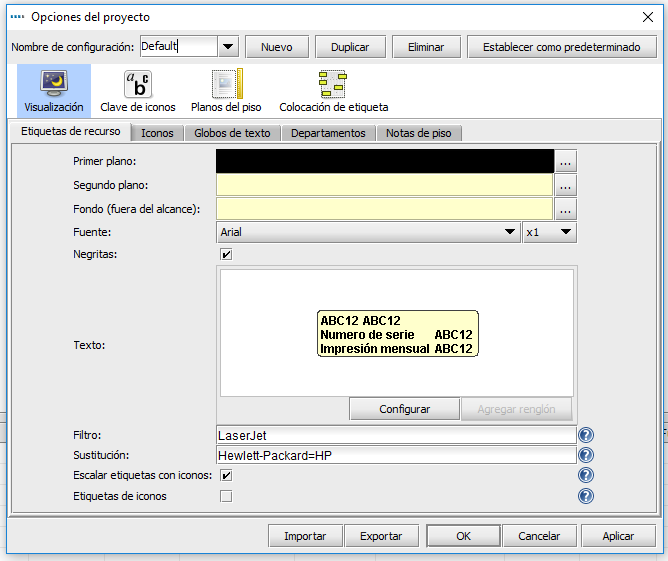 Opciones del proyecto
Nombre de configuración: Default Nuevo Duplicar Eliminar Establecer como predeterminado
Visualización Clave de iconos Planos del piso Colocación de etiqueta
Etiquetas de recurso Iconos Globos de texto Departamentos Notas de piso
Primer plano: ...
Segundo plano: ...
Fondo (fuera del alcance): ...
Fuente: Arial x1
Negritas:
ABC12 ABC12
Numero de serie ABC12
Texto:
Impresión mensual ABC12
Configurar Agregar renglón
Filtro: LaserJet
Sustitución: Hewlett-Packard=HP
Escalar etiquetas con iconos:
Etiquetas de iconos
Importar Exportar OK Cancelar Aplicar